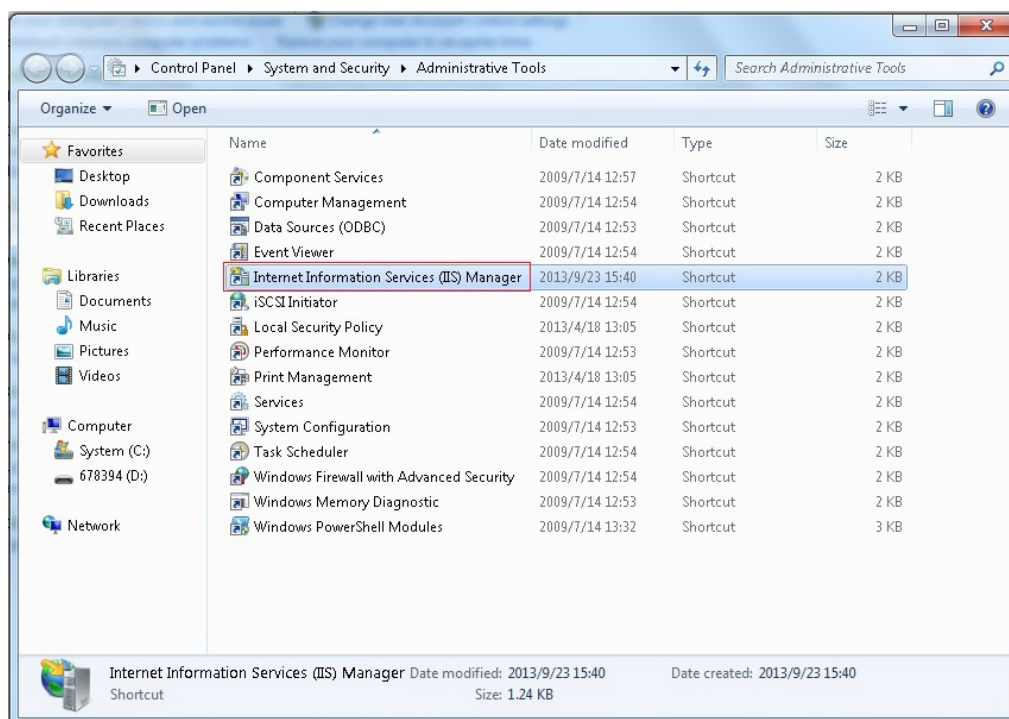 Control Panel System and Security Administrative Tools Search Administrative Tools
Organize Open
Name Date modified Type Size
Favorites
Desktop
Downloads
Recent Places
Libraries
Documents
Music
Pictures
Videos
Computer
System (C:)
678394 (D:)
Network
Component Services 2009/7/14 12:57 Shortcut 2 KB
Computer Management 2009/7/14 12:54 Shortcut 2 KB
Data Sources (ODBC) 2009/7/14 12:53 Shortcut 2 KB
Event Viewer 2009/7/14 12:54 Shortcut 2 KB
Internet Information Services (IIS) Manager 2013/9/23 15:40 Shortcut 2 KB
iSCSI Initiator 2009/7/14 12:54 Shortcut 2 KB
Local Security Policy 2013/4/18 13:05 Shortcut 2 KB
Performance Monitor 2009/7/14 12:53 Shortcut 2 KB
Print Management 2013/4/18 13:05 Shortcut 2 KB
Services 2009/7/14 12:54 Shortcut 2 KB
System Configuration 2009/7/14 12:53 Shortcut 2 KB
Task Scheduler 2009/7/14 12:54 Shortcut 2 KB
Windows Firewall with Advanced Security 2009/7/14 12:54 Shortcut 2 KB
Windows Memory Diagnostic 2009/7/14 12:53 Shortcut 2 KB
Windows PowerShell Modules 2009/7/14 13:32 Shortcut 3 KB
Internet Information Services (IIS) Manager Date modified: 2013/9/23 15:40 Date created: 2013/9/23 15:40
Shortcut Size: 1.24 KB